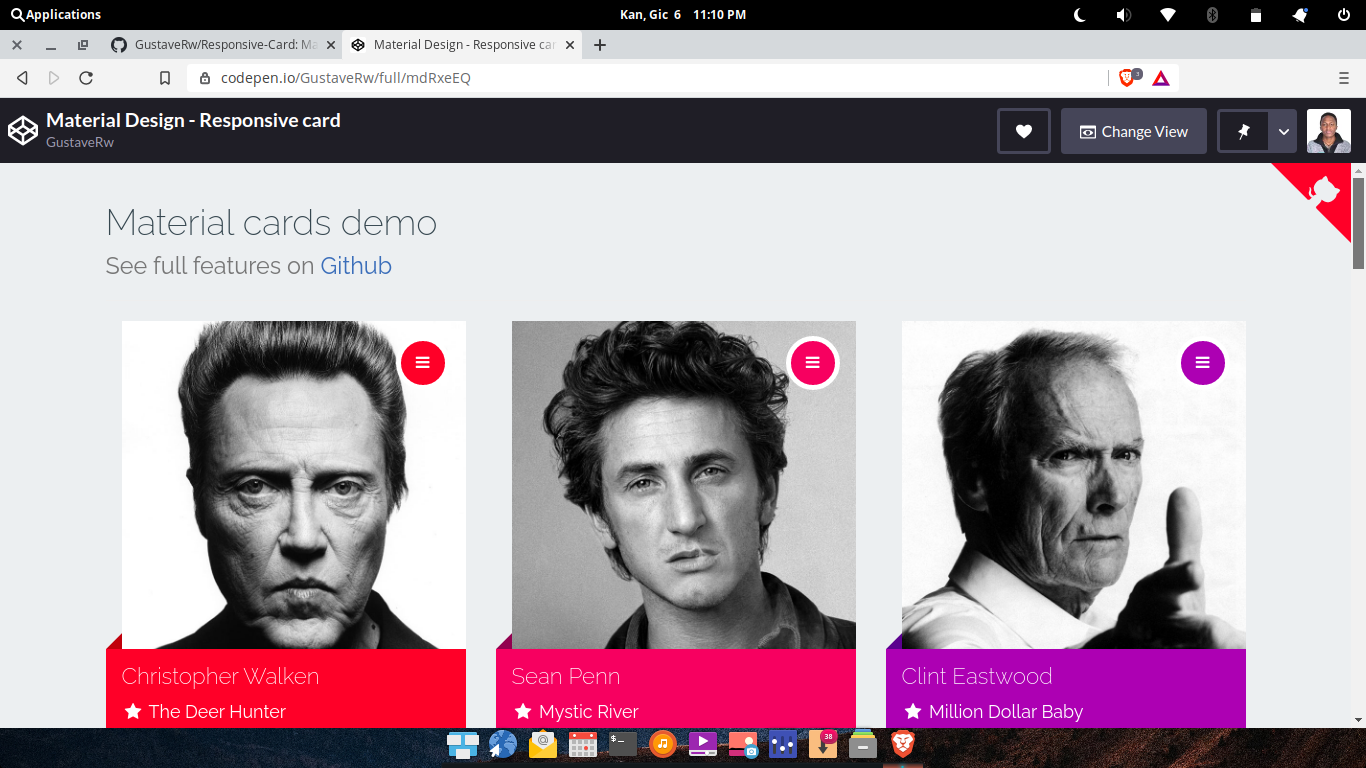 Applications
Kan, Gic 6 11:10 PM
GustaveRw/Responsive-Card: Ma
Material Design - Responsive car
codepen.io/GustaveRw/full/mdRxeEQ
3
Material Design - Responsive card
GustaveRw
Change View
Material cards demo
See full features on Github
Christopher Walken
The Deer Hunter
Sean Penn
Mystic River
Clint Eastwood
Million Dollar Baby
$ _
38